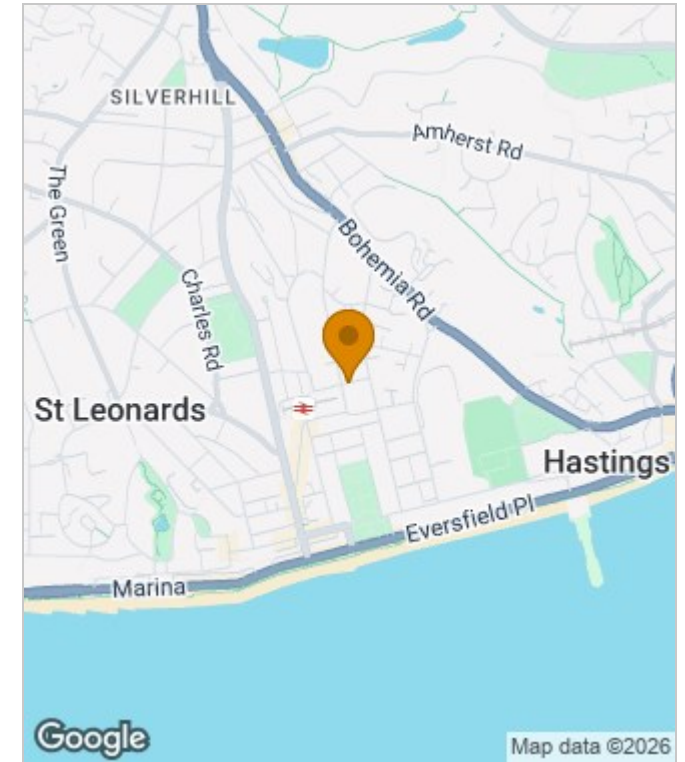 SILVERHILL
Amherst Rd
The Green
Bohemia Rd
Charles Rd
St Leonards
Hastings
Eversfield Pl
Marina
Google
Map data ©2026